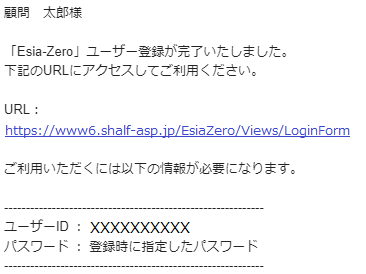 顧問　太郎様
「Esia-Zero」ユーザー登録が完了いたしました。
下記のURLにアクセスしてご利用ください。
URL：
https://www6.shalf-asp.jp/EsiaZero/Views/LoginForm
ご利用いただくには以下の情報が必要になります。
------------------------------------------------------------
ユーザーID ： XXXXXXXXXX
パスワード ： 登録時に指定したパスワード
------------------------------------------------------------